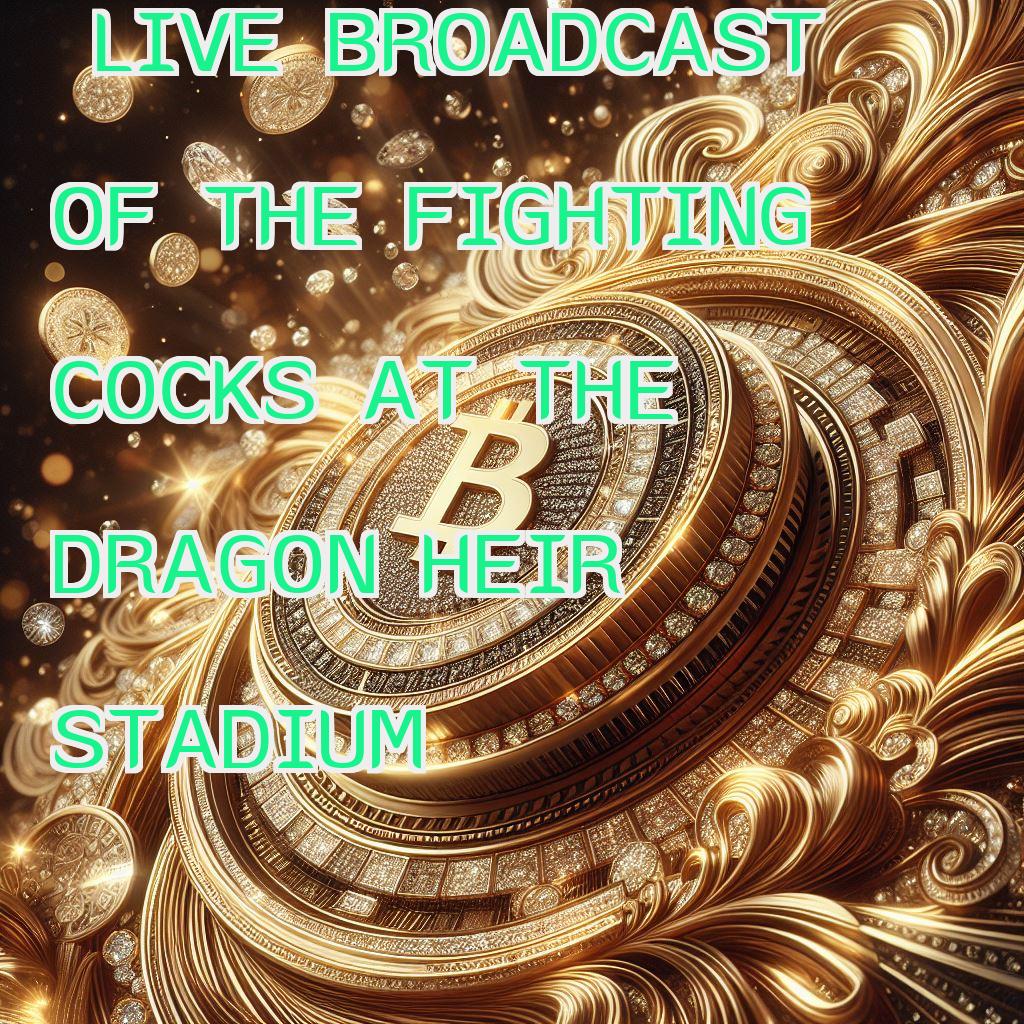 LIVE BROADCAST
OF THE FIGHTING
COCKS AT THE
DRAGON HEIR
STADIUM